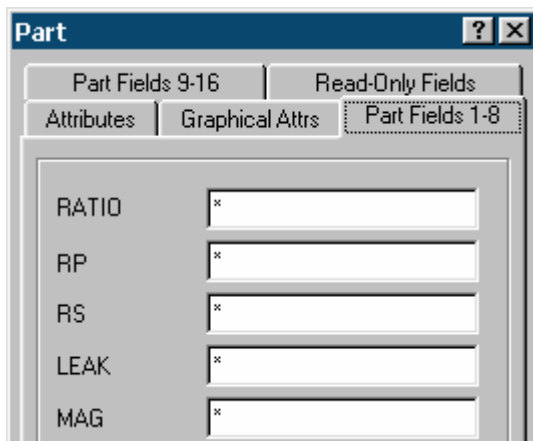 Part ? ×
Part Fields 9-16 Read-Only Fields
Attributes Graphical Attrs Part Fields 1-8
RATIO *
RP *
RS *
LEAK *
MAG *